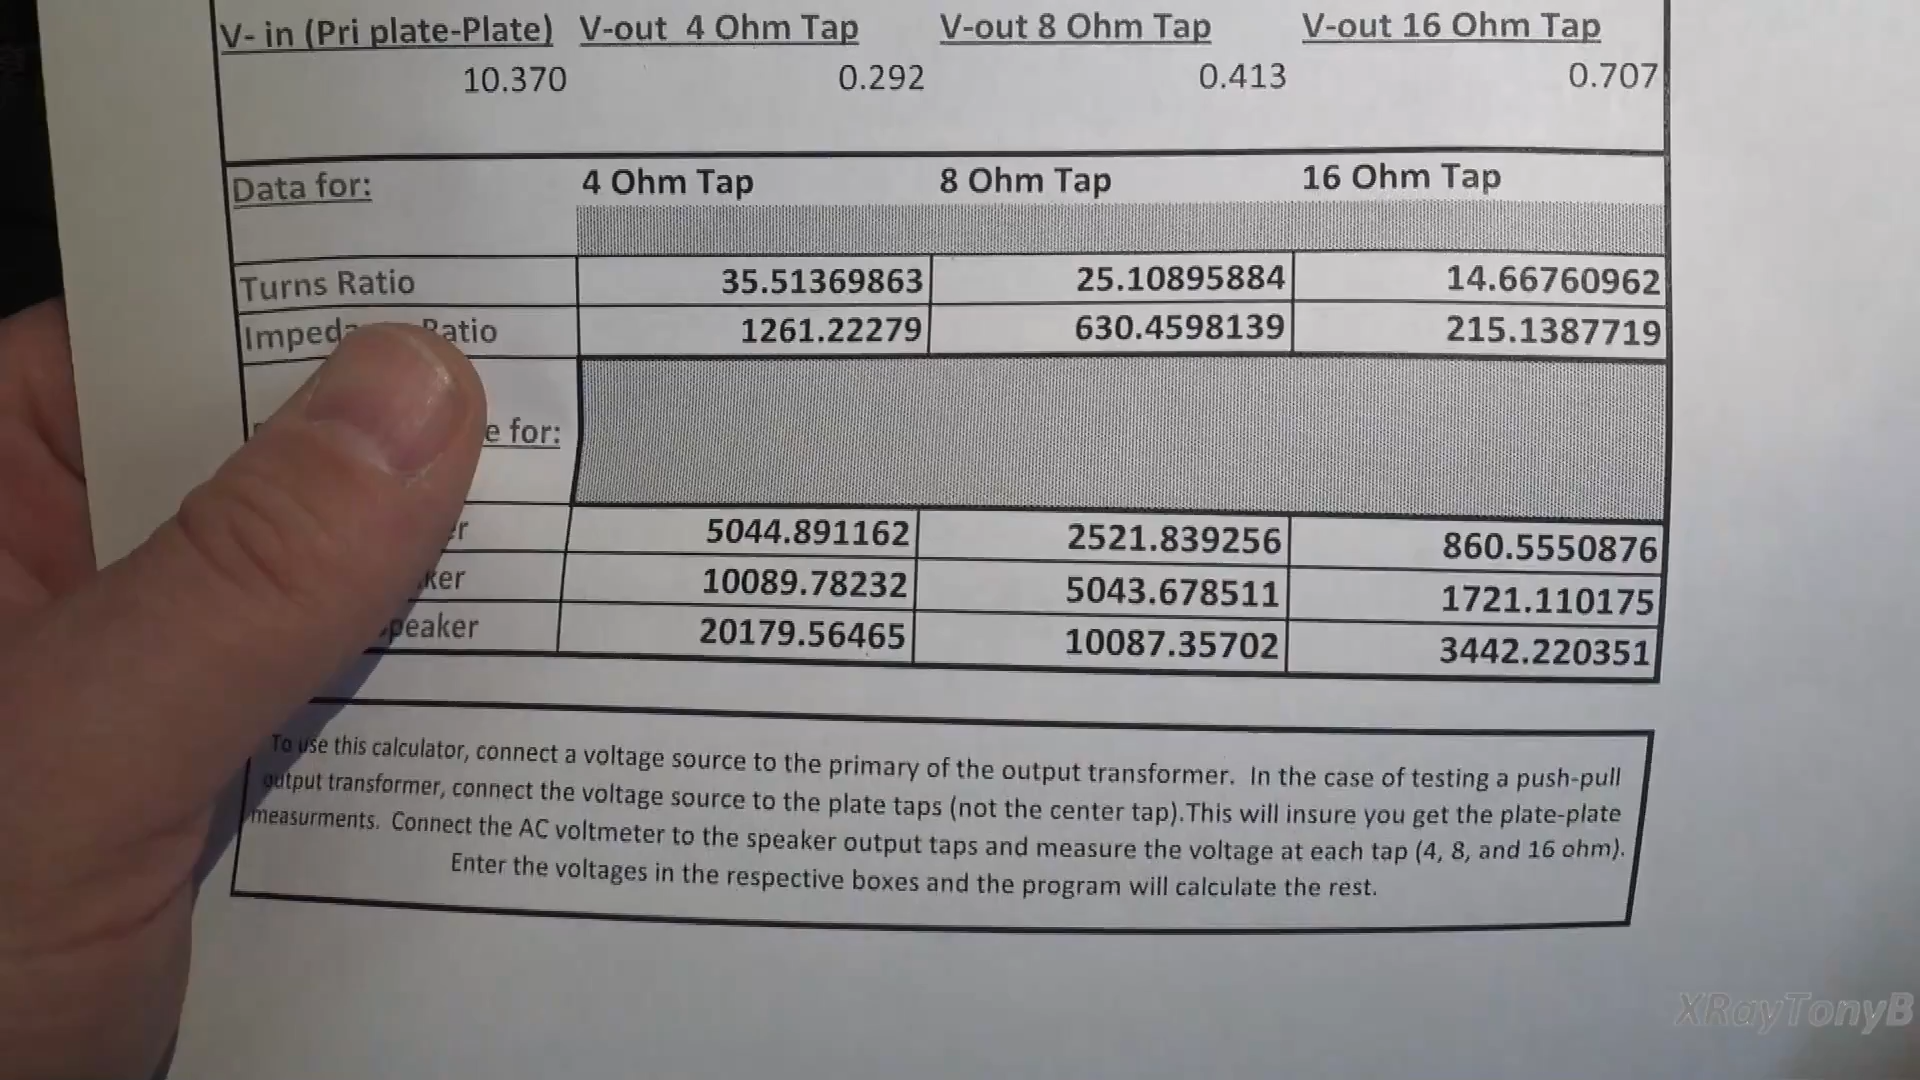 V- in (Pri plate-Plate) V-out 4 Ohm Tap V-out 8 Ohm Tap V-out 16 Ohm Tap
10.370 0.292 0.413 0.707
Data for: 4 Ohm Tap 8 Ohm Tap 16 Ohm Tap
Turns Ratio 35.51369863 25.10895884 14.66760962
Ratio 1261.22279 630.4598139 215.1387719
for:
5044.891162 2521.839256 860.5550876
10089.78232 5043.678511 1721.110175
speaker 20179.56465 10087.35702 3442.220351
To use this calculator, connect a voltage source to the primary of the output transformer. In the case of testing a push-pull
output transformer, connect the voltage source to the plate taps (not the center tap).This will insure you get the plate-plate
measurments. Connect the AC voltmeter to the speaker output taps and measure the voltage at each tap (4, 8, and 16 ohm).
Enter the voltages in the respective boxes and the program will calculate the rest.
XRayTonyB